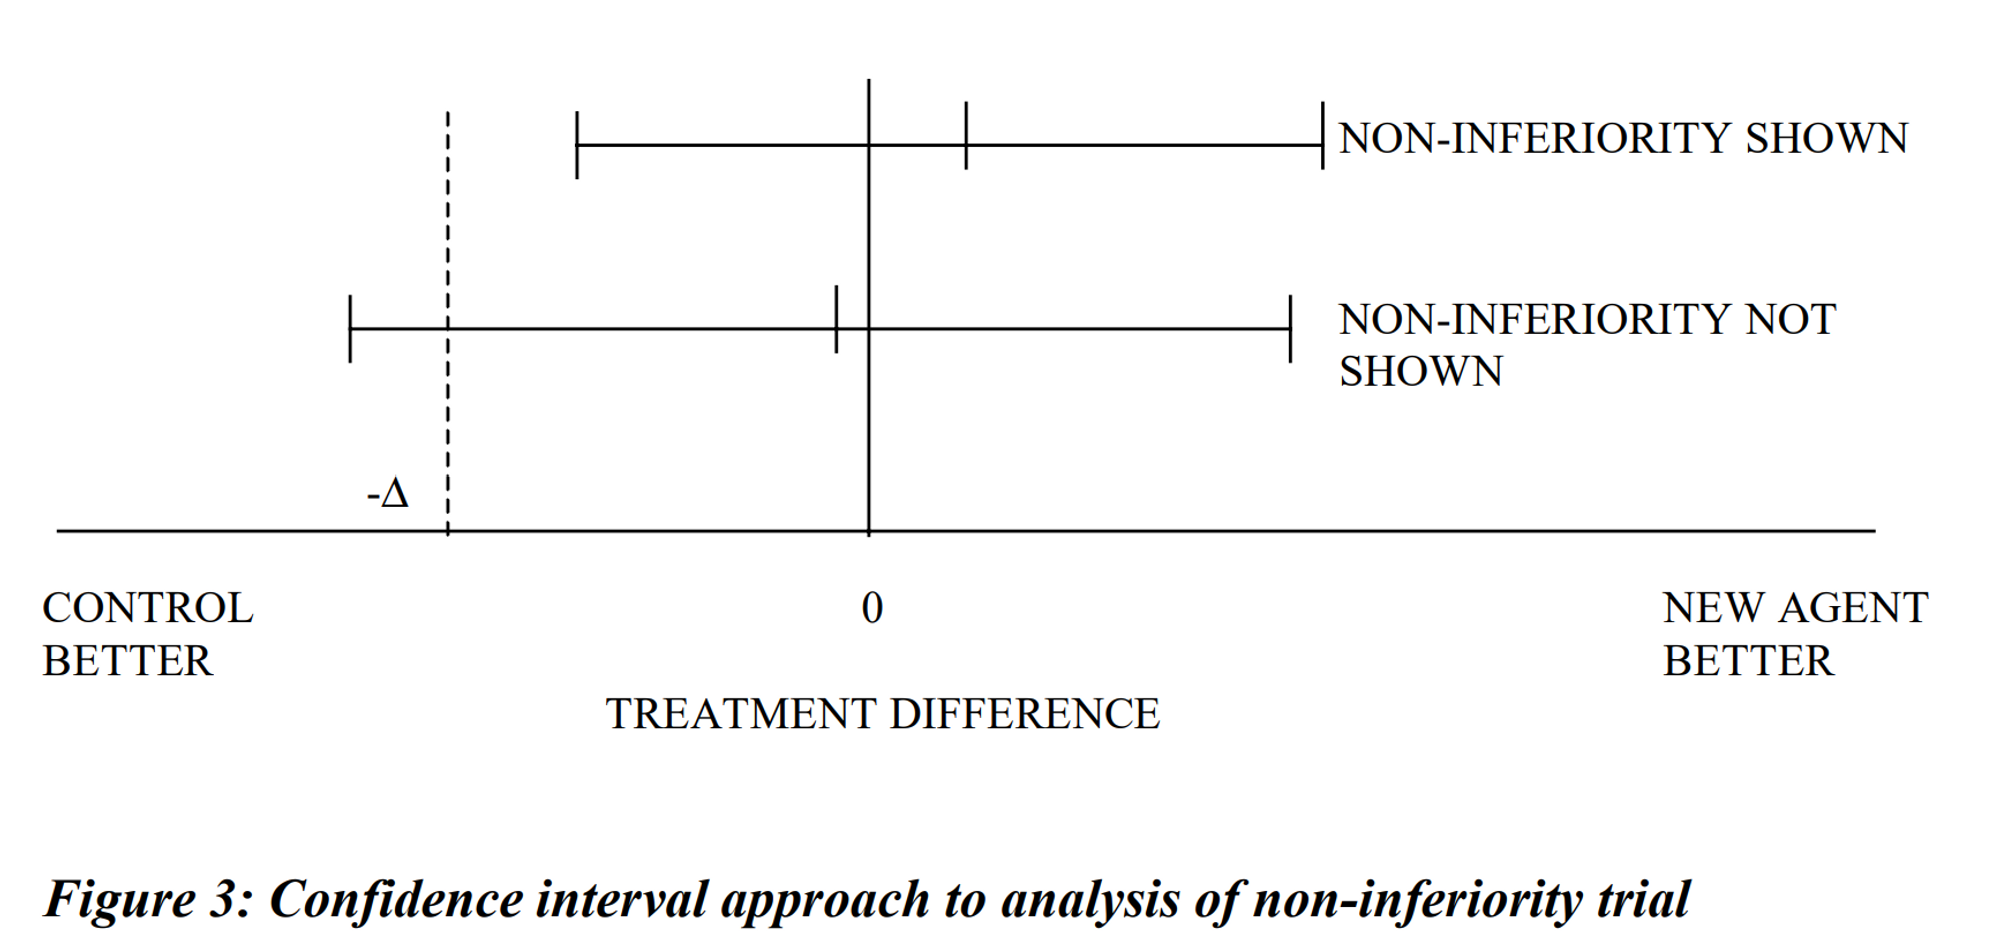 NON-INFERIORITY SHOWN
NON-INFERIORITY NOT
SHOWN
-Δ
CONTROL
BETTER
0
NEW AGENT
BETTER
TREATMENT DIFFERENCE
Figure 3: Confidence interval approach to analysis of non-inferiority trial